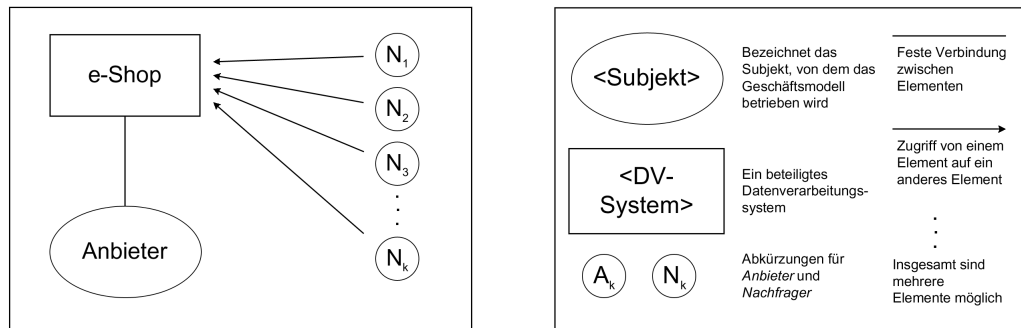 e-Shop
N1
N2
N3
Nk
Anbieter
<Subjekt>
Bezeichnet das
Subjekt, von dem das
Geschäftsmodell
betrieben wird
Feste Verbindung
zwischen
Elementen
<DV-
System>
Ein beteiligtes
Datenverarbeitungs-
system
Zugriff von einem
Element auf ein
anderes Element
Ak
Nk
Abkürzungen für
Anbieter und
Nachfrager
Insgesamt sind
mehrere
Elemente möglich